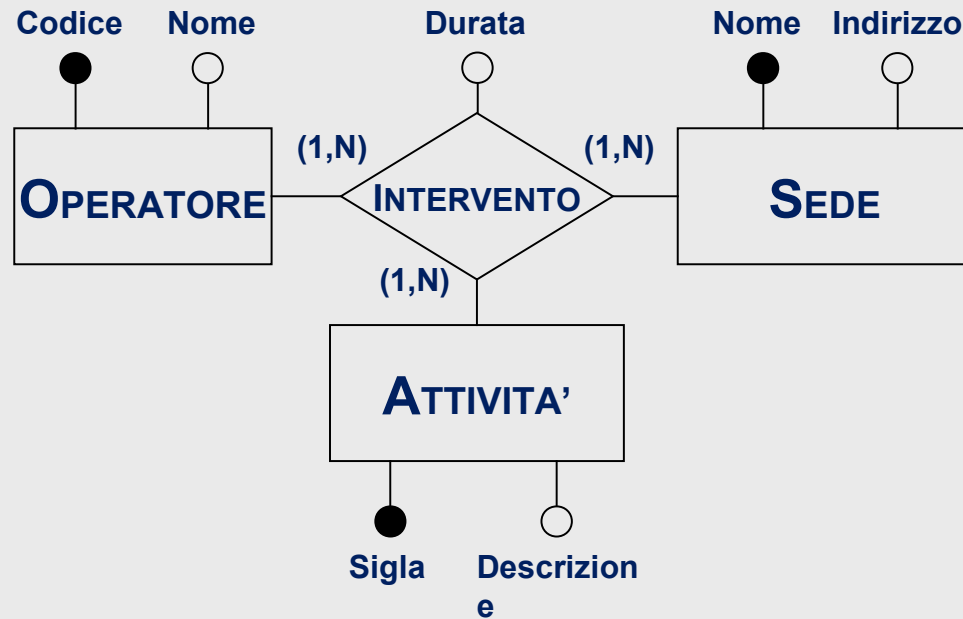 Codice Nome Durata Nome Indirizzo
(1,N) (1,N)
OPERATORE INTERVENTO SEDE
(1,N)
ATTIVITA’
Sigla Descrizion
e